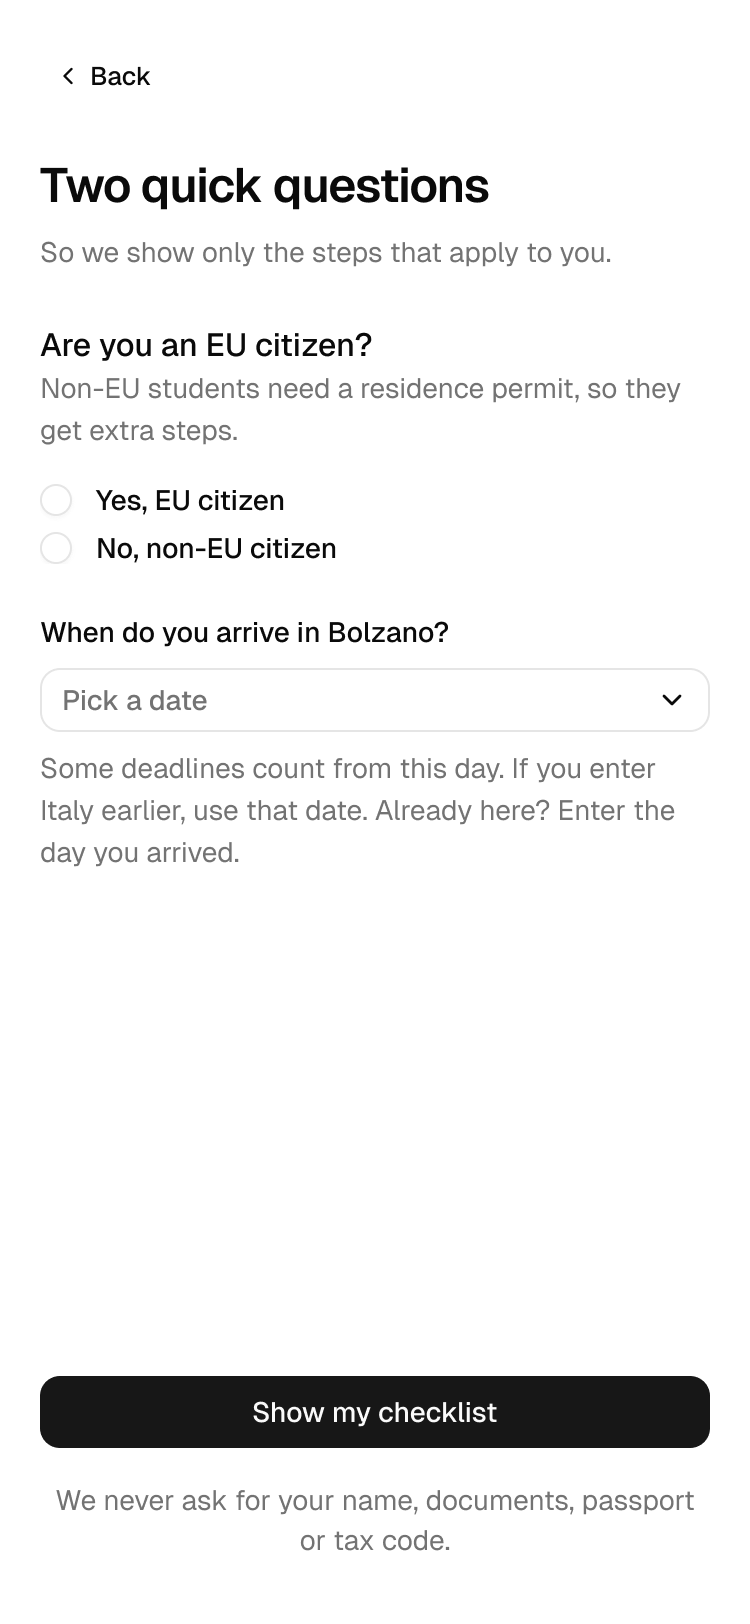 Back
Two quick questions
So we show only the steps that apply to you.
Are you an EU citizen?
Non-EU students need a residence permit, so they
get extra steps.
Yes, EU citizen
No, non-EU citizen
When do you arrive in Bolzano?
Pick a date
Some deadlines count from this day. If you enter
Italy earlier, use that date. Already here? Enter the
day you arrived.
Show my checklist
We never ask for your name, documents, passport
or tax code.